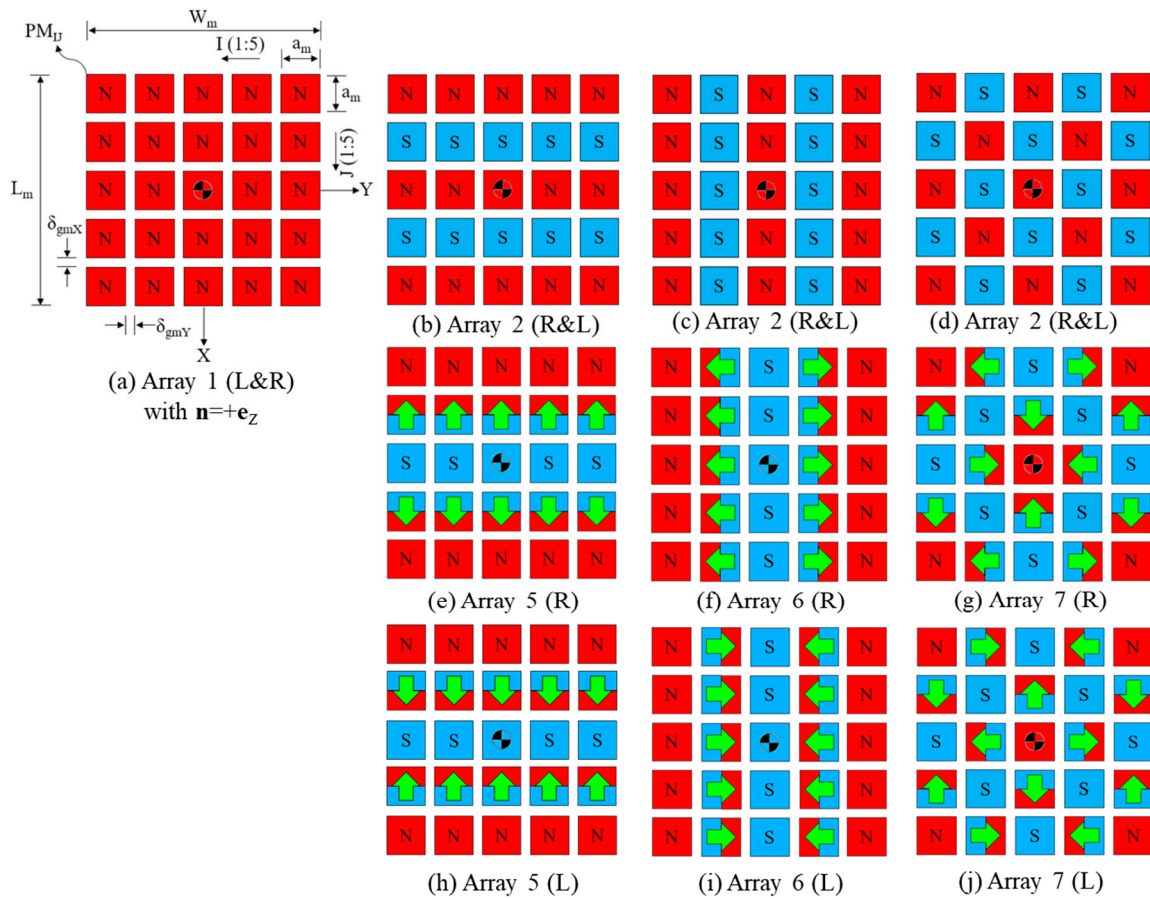 W_m
PM_IJ
I (1:5)
a_m
N N N N N
a_m
N N N N N
J (1:5)
L_m
N N N
N
Y
δ_gmX
N N N N N
N N N N N
δ_gmY
X
(a) Array 1 (L&R)
with n=+e_Z
N N N N N
S S S S S
N N N N
S S S S S
N N N N N
(b) Array 2 (R&L)
N S N S N
N S N S N
N S S N
N S N S N
N S N S N
(c) Array 2 (R&L)
N S N S N
S N S N S
N S S N
S N S N S
N S N S N
(d) Array 2 (R&L)
N N N N N
S S S S
N N N N N
(e) Array 5 (R)
N S N
N S N
N N
N S N
N S N
(f) Array 6 (R)
N S N
S S
S S
S S
N S N
(g) Array 7 (R)
N N N N N
S S S S
N N N N N
(h) Array 5 (L)
N S N
N S N
N N
N S N
N S N
(i) Array 6 (L)
N S N
S S
S S
S S
N S N
(j) Array 7 (L)